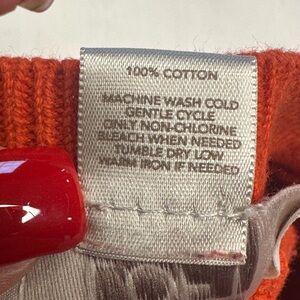 100% COTTON
MACHINE WASH COLD
GENTLE CYCLE
ONLY NON-CHLORINE
BLEACH WHEN NEEDED
TUMBLE DRY LOW
WARM IRON IF NEEDED